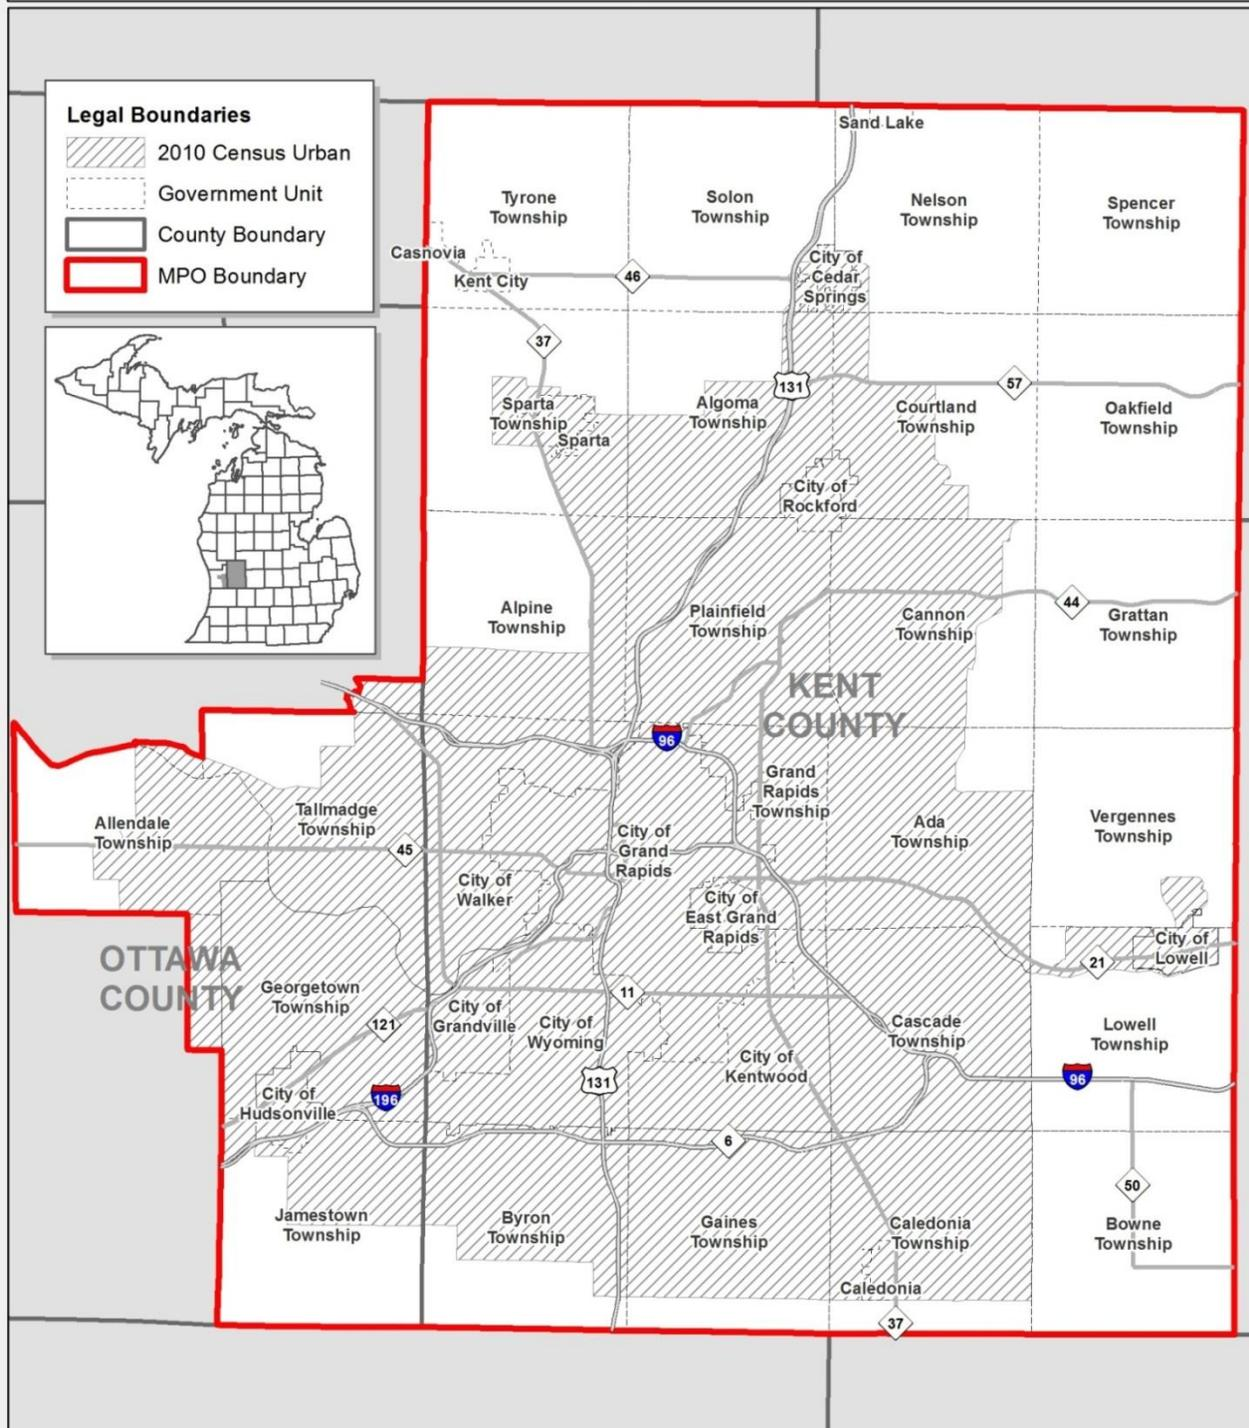 Legal Boundaries
2010 Census Urban
Government Unit
County Boundary
MPO Boundary
Sand Lake
Tyrone
Township
Solon
Township
Nelson
Township
Spencer
Township
Casnovia
Kent City
46
City of
Cedar
Springs
37
131
57
Sparta
Township
Sparta
Algoma
Township
Courtland
Township
Oakfield
Township
City of
Rockford
Alpine
Township
Plainfield
Township
Cannon
Township
44
Grattan
Township
KENT
COUNTY
96
Grand
Rapids
Township
Allendale
Township
Tallmadge
Township
45
City of
Grand
Rapids
Ada
Township
Vergennes
Township
City of
Walker
City of
East Grand
Rapids
OTTAWA
COUNTY
21
City of
Lowell
Georgetown
Township
121
City of
Grandville
11
City of
Wyoming
Cascade
Township
Lowell
Township
City of
Kentwood
City of
Hudsonville
196
131
96
6
50
Jamestown
Township
Byron
Township
Gaines
Township
Caledonia
Township
Bowne
Township
Caledonia
37